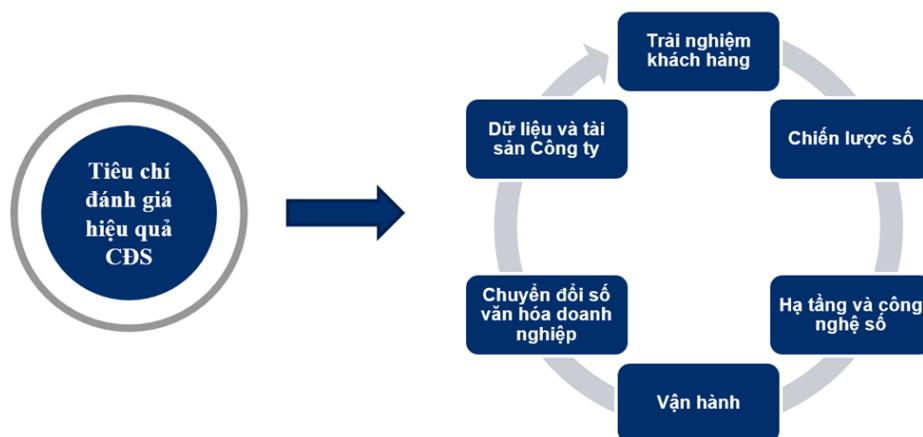 Tiêu chí
đánh giá
hiệu quả
CĐS
Trải nghiệm
khách hàng
Chiến lược số
Hạ tầng và công
nghệ số
Vận hành
Chuyển đổi số
văn hóa doanh
nghiệp
Dữ liệu và tài
sản Công ty